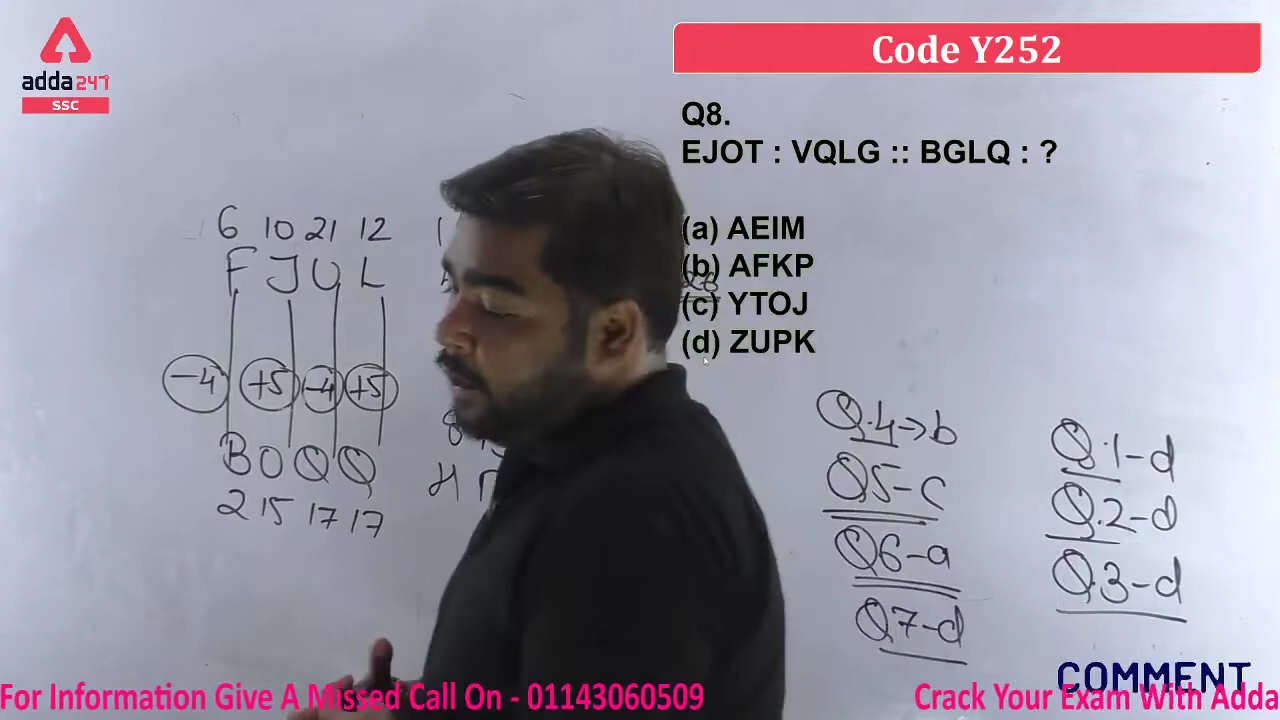 adda247
SSC
Code Y252
Q8.
EJOT : VQLG :: BGLQ : ?
(a) AEIM
(b) AFKP
(c) YTOJ
(d) ZUPK
6 10 21 12
F J U L
-4 +5 -4 +5
B O Q Q
2 15 17 17
Q.4→b
Q5-c
Q6-a
Q7-d
Q.1-d
Q.2-d
Q.3-d
COMMENT
For Information Give A Missed Call On - 01143060509
Crack Your Exam With Adda